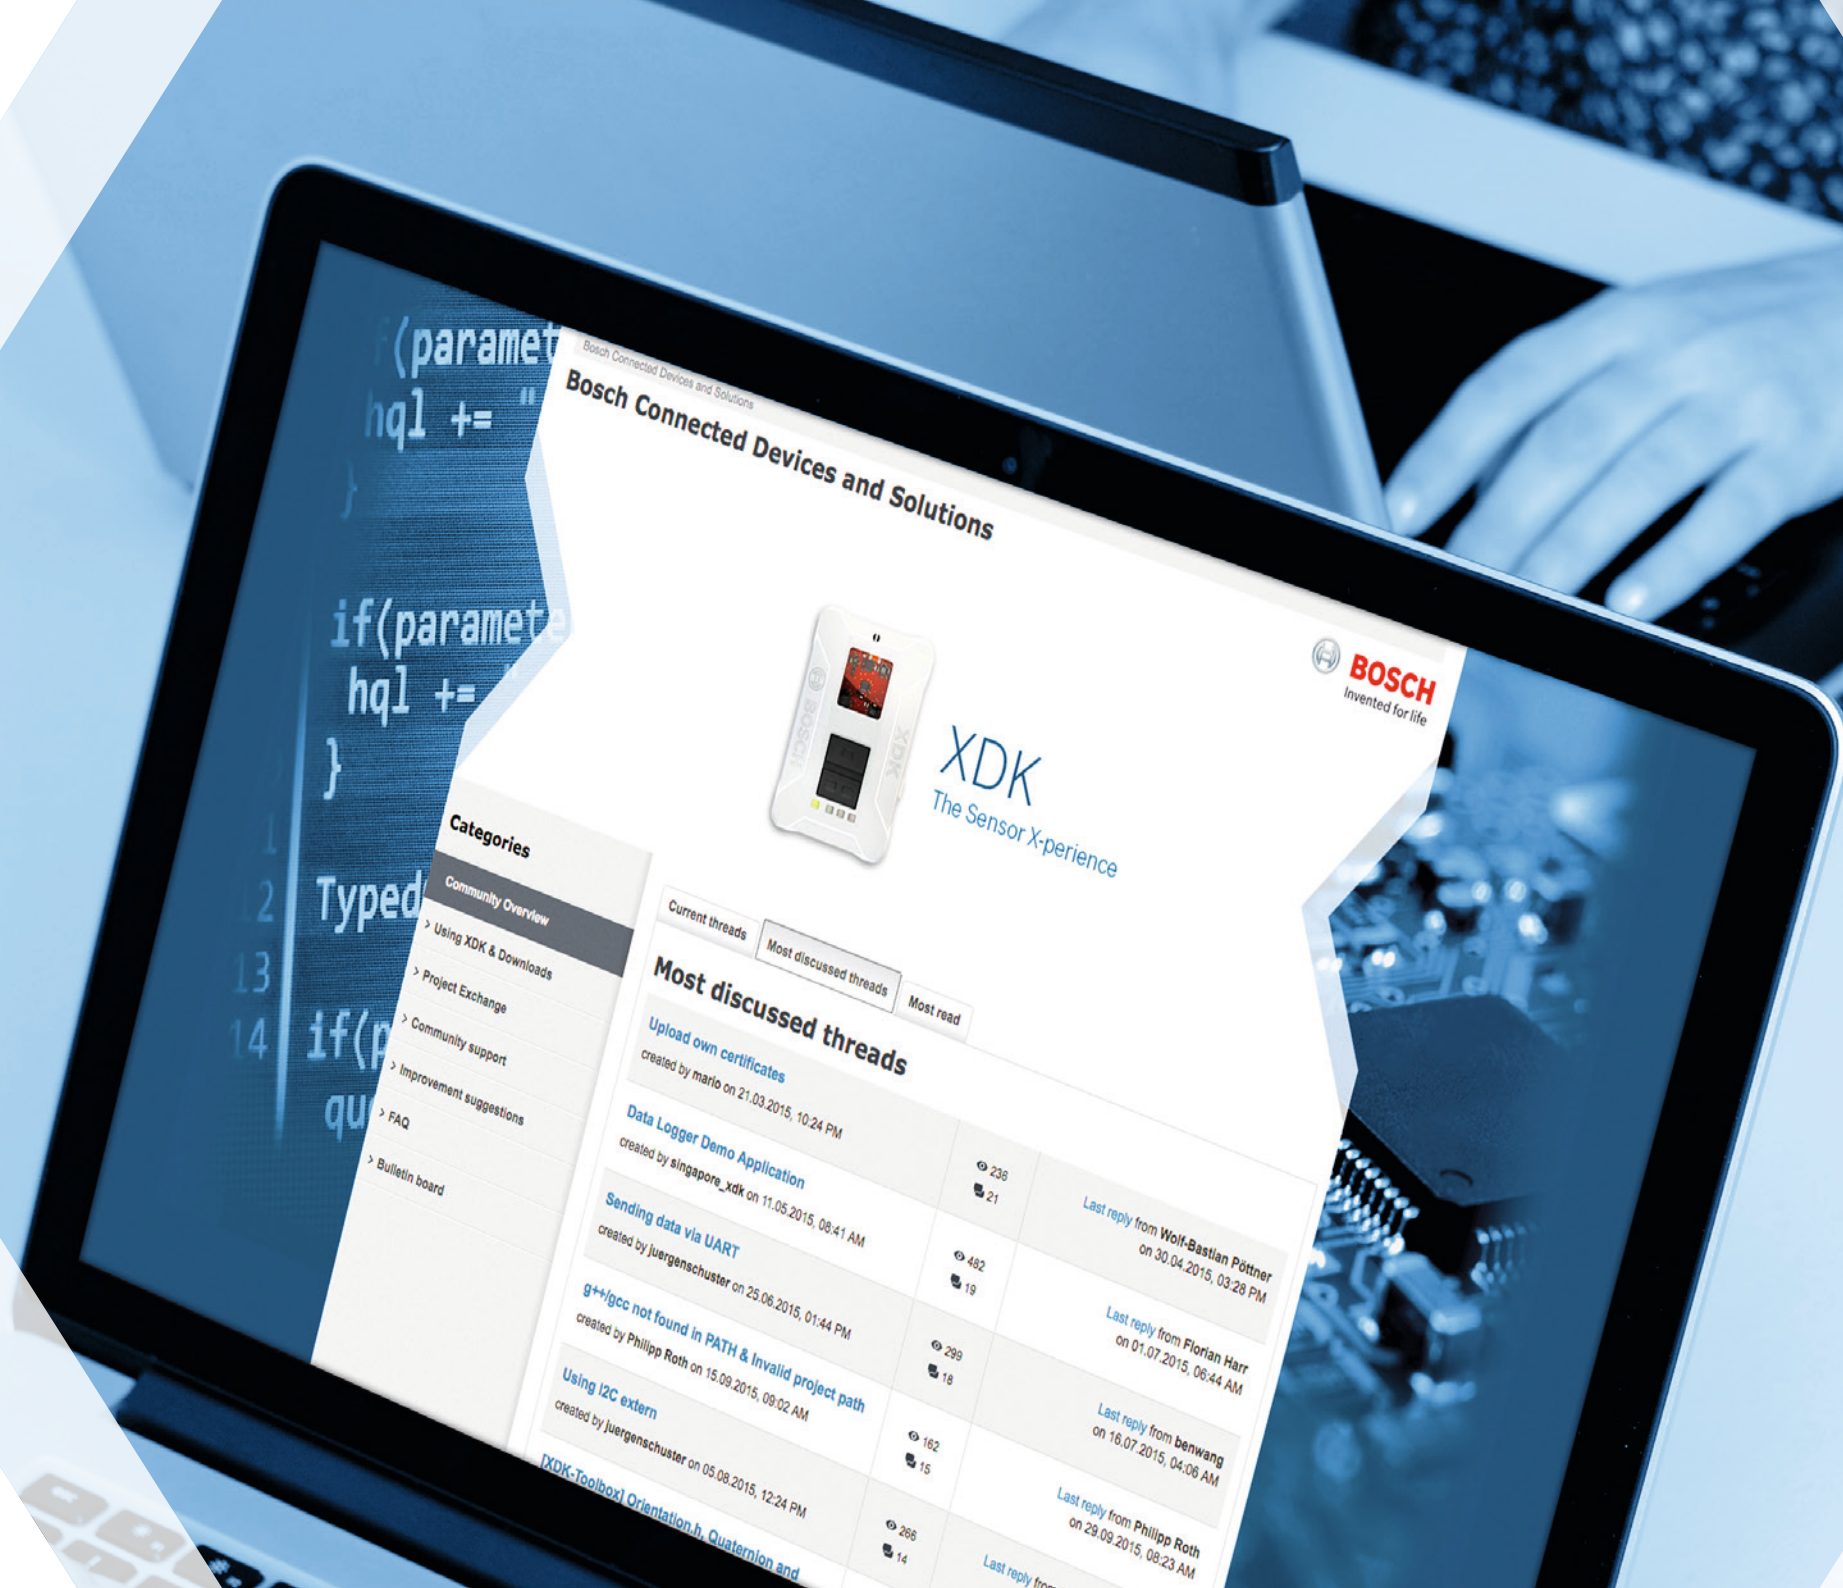 (paramet
hql += "
}
if(paramete
hql += "
}
12 Typed
13
14 if(p
qu
Bosch Connected Devices and Solutions
Bosch Connected Devices and Solutions
BOSCH
Invented for life
BOSCH
XDK
XDK
The Sensor X-perience
Categories
Community Overview
> Using XDK & Downloads
> Project Exchange
> Community support
> Improvement suggestions
> FAQ
> Bulletin board
Current threads
Most discussed threads
Most read
Most discussed threads
Upload own certificates
created by mario on 21.03.2015, 10:24 PM
236
21
Last reply from Wolf-Bastian Pöttner
on 30.04.2015, 03:28 PM
Data Logger Demo Application
created by singapore_xdk on 11.05.2015, 08:41 AM
482
19
Last reply from Florian Harr
on 01.07.2015, 06:44 AM
Sending data via UART
created by juergenschuster on 25.06.2015, 01:44 PM
299
18
Last reply from benwang
on 16.07.2015, 04:06 AM
g++/gcc not found in PATH & Invalid project path
created by Philipp Roth on 15.09.2015, 09:02 AM
162
15
Last reply from Philipp Roth
on 29.09.2015, 08:23 AM
Using I2C extern
created by juergenschuster on 05.08.2015, 12:24 PM
266
14
Last reply from
[XDK-Toolbox] Orientation.h, Quaternion and